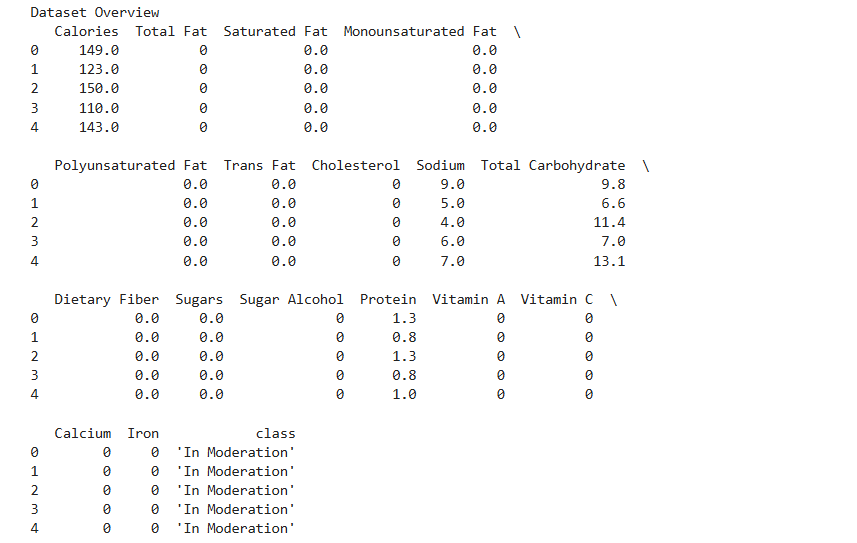 Dataset Overview
Calories Total Fat Saturated Fat Monounsaturated Fat \
0 149.0 0 0.0 0.0
1 123.0 0 0.0 0.0
2 150.0 0 0.0 0.0
3 110.0 0 0.0 0.0
4 143.0 0 0.0 0.0
Polyunsaturated Fat Trans Fat Cholesterol Sodium Total Carbohydrate \
0 0.0 0.0 0 9.0 9.8
1 0.0 0.0 0 5.0 6.6
2 0.0 0.0 0 4.0 11.4
3 0.0 0.0 0 6.0 7.0
4 0.0 0.0 0 7.0 13.1
Dietary Fiber Sugars Sugar Alcohol Protein Vitamin A Vitamin C \
0 0.0 0.0 0 1.3 0 0
1 0.0 0.0 0 0.8 0 0
2 0.0 0.0 0 1.3 0 0
3 0.0 0.0 0 0.8 0 0
4 0.0 0.0 0 1.0 0 0
Calcium Iron class
0 0 0 'In Moderation'
1 0 0 'In Moderation'
2 0 0 'In Moderation'
3 0 0 'In Moderation'
4 0 0 'In Moderation'